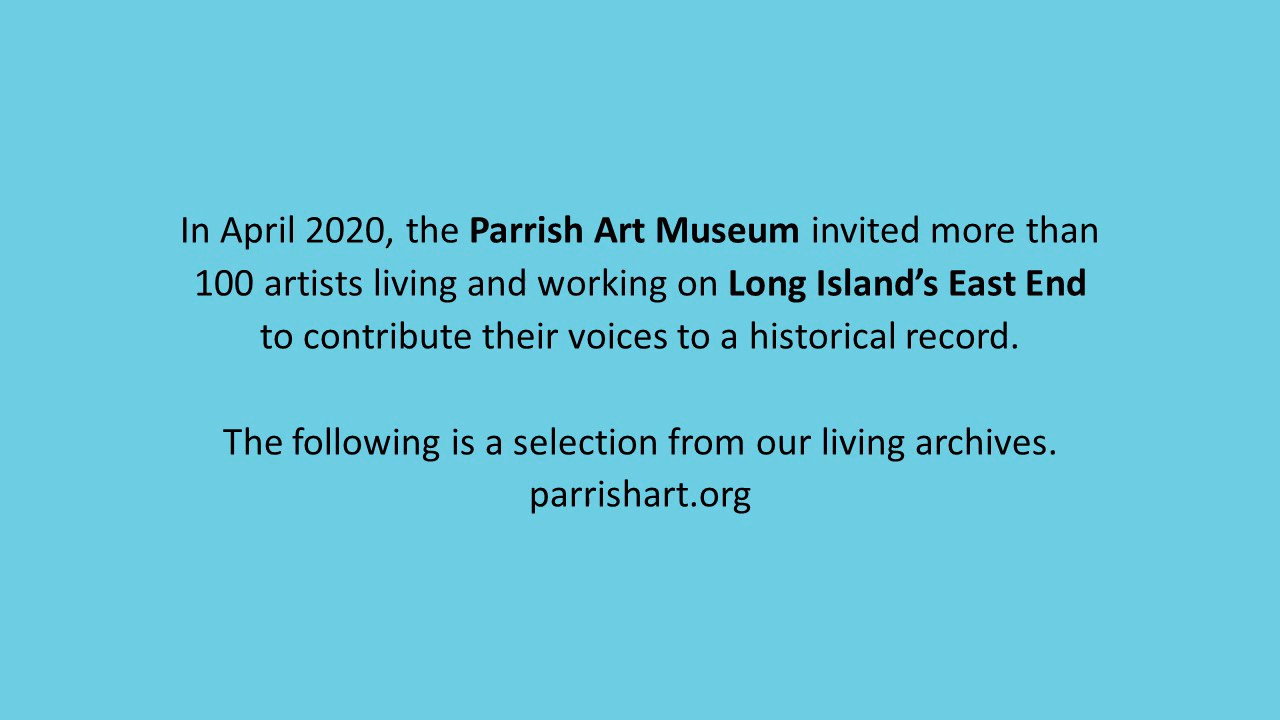 In April 2020, the Parrish Art Museum invited more than
100 artists living and working on Long Island’s East End
to contribute their voices to a historical record.
The following is a selection from our living archives.
parrishart.org